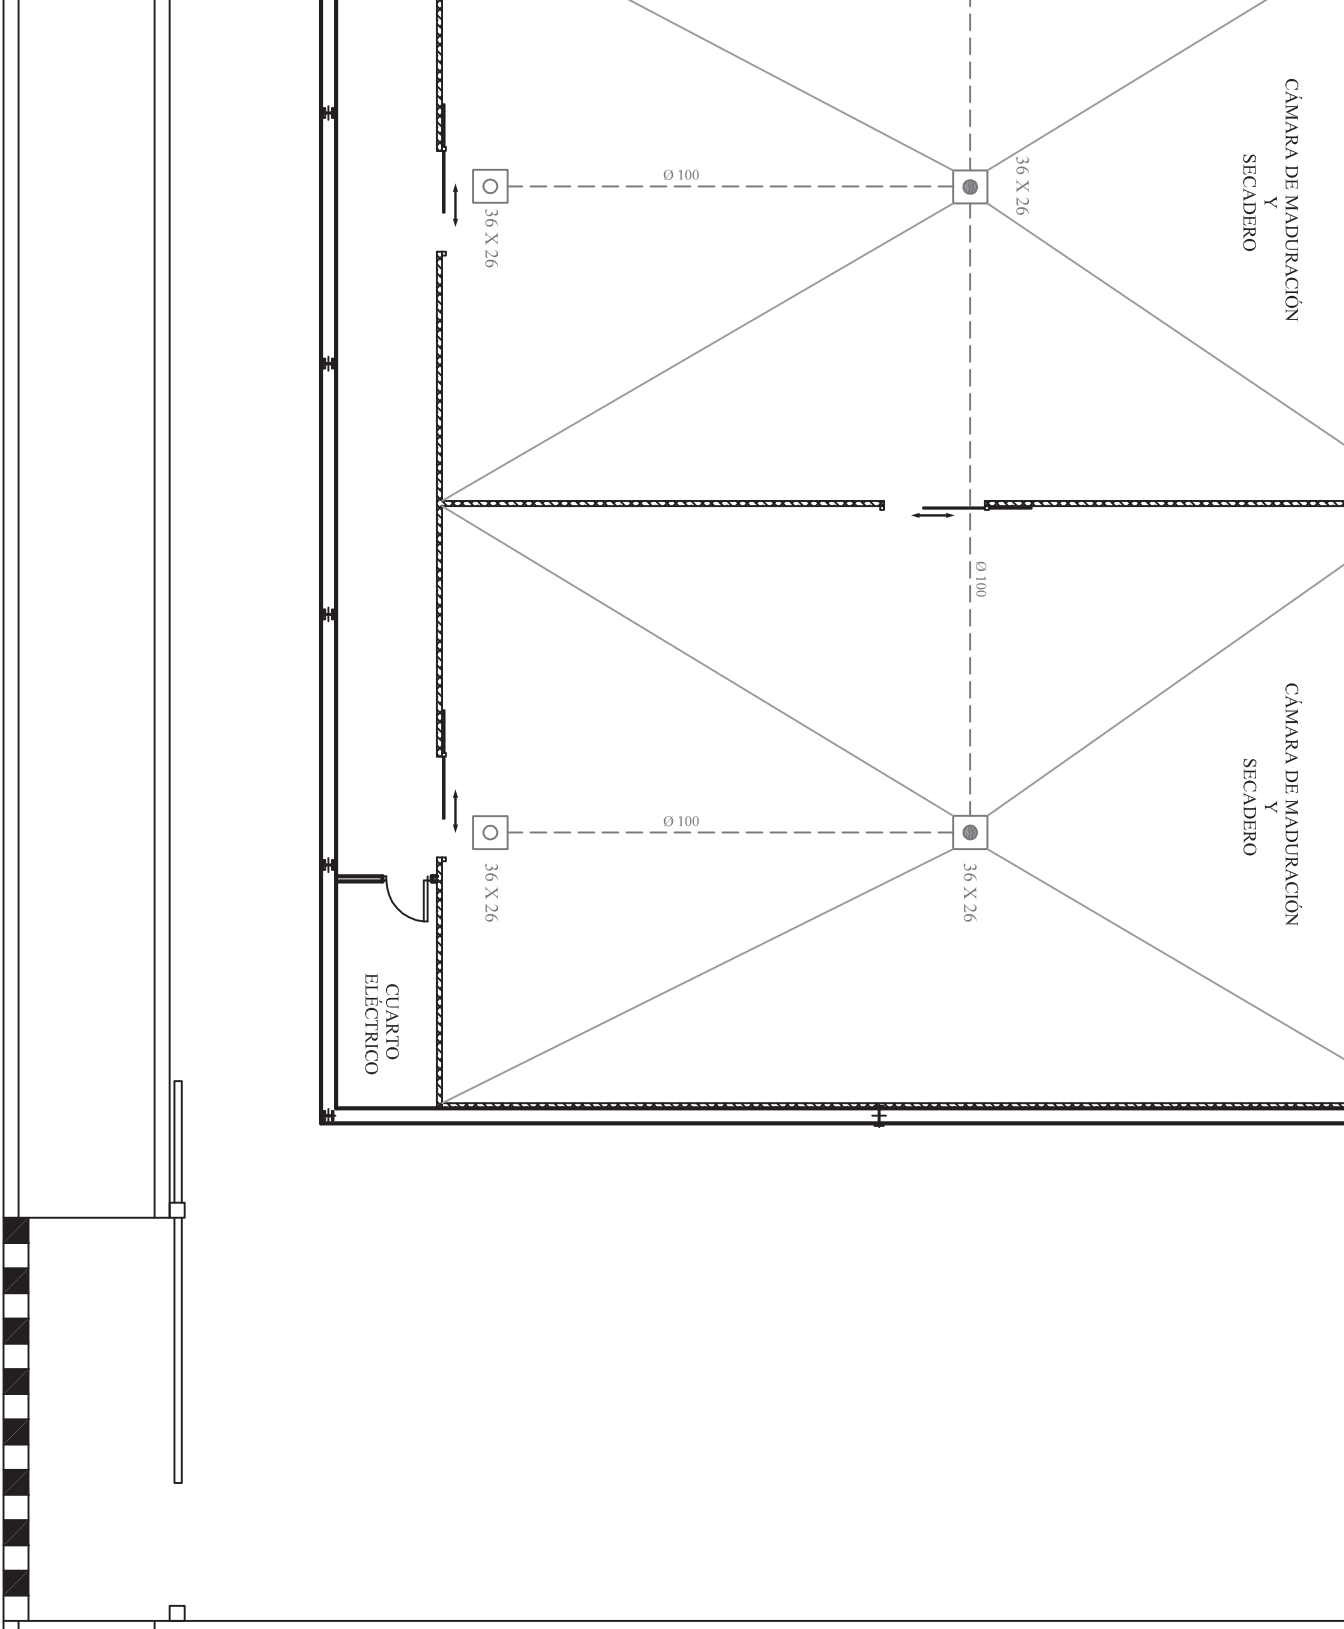 CÁMARA DE MADURACIÓN
Y
SECADERO
36 X 26
Ø 100
36 X 26
Ø 100
CÁMARA DE MADURACIÓN
Y
SECADERO
Ø 100
36 X 26
36 X 26
CUARTO
ELÉCTRICO